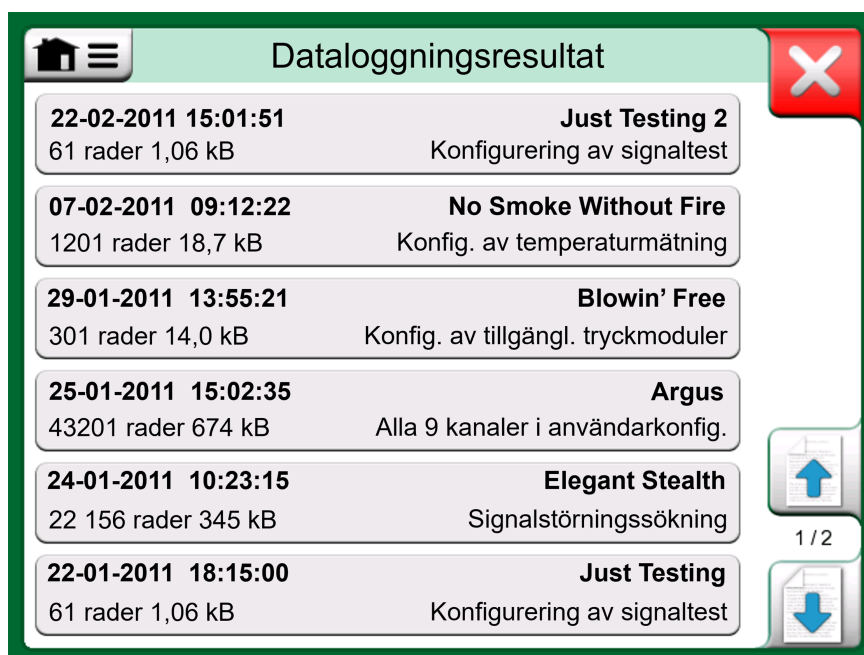 Dataloggningsresultat
22-02-2011 15:01:51 Just Testing 2
61 rader 1,06 kB Konfigurering av signaltest
07-02-2011 09:12:22 No Smoke Without Fire
1201 rader 18,7 kB Konfig. av temperaturmätning
29-01-2011 13:55:21 Blowin’ Free
301 rader 14,0 kB Konfig. av tillgängl. tryckmoduler
25-01-2011 15:02:35 Argus
43201 rader 674 kB Alla 9 kanaler i användarkonfig.
24-01-2011 10:23:15 Elegant Stealth
22 156 rader 345 kB Signalstörningssökning
1 / 2
22-01-2011 18:15:00 Just Testing
61 rader 1,06 kB Konfigurering av signaltest